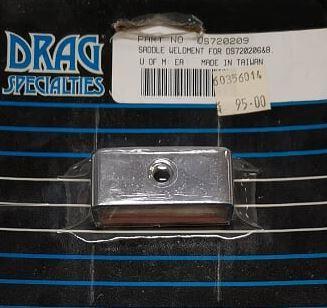 DRAG
SPECIALTIES
PART NO DS720209
SADDLE WELDMENT FOR DS720206&8.
U OF M EA MADE IN TAIWAN
60356014
95.00